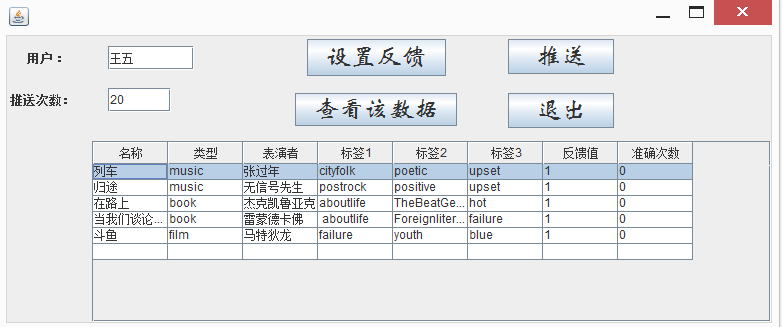 用户： 王五 设置反馈 推送
推送次数： 20 查看该数据 退出
名称 类型 表演者 标签1 标签2 标签3 反馈值 准确次数
列车 music 张过年 cityfolk poetic upset 1 0
归途 music 无信号先生 postrock positive upset 1 0
在路上 book 杰克凯鲁亚克 aboutlife TheBeatGe... hot 1 0
当我们谈论... book 雷蒙德卡佛 aboutlife Foreignliter... failure 1 0
斗鱼 film 马特狄龙 failure youth blue 1 0